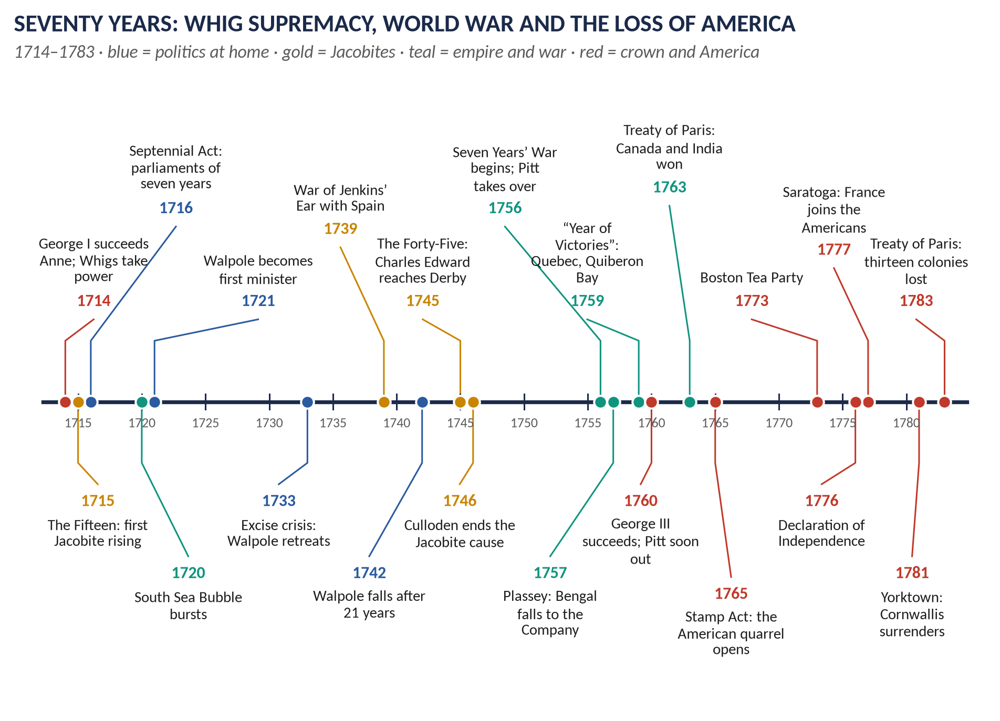 SEVENTY YEARS: WHIG SUPREMACY, WORLD WAR AND THE LOSS OF AMERICA
1714–1783 · blue = politics at home · gold = Jacobites · teal = empire and war · red = crown and America
George I succeeds
Anne; Whigs take
power
1714
Septennial Act:
parliaments of
seven years
1716
Walpole becomes
first minister
1721
War of Jenkins’
Ear with Spain
1739
The Forty-Five:
Charles Edward
reaches Derby
1745
Seven Years’ War
begins; Pitt
takes over
1756
“Year of
Victories”:
Quebec, Quiberon
Bay
1759
Treaty of Paris:
Canada and India
won
1763
Boston Tea Party
1773
Saratoga: France
joins the
Americans
1777
Treaty of Paris:
thirteen colonies
lost
1783
1715
1720
1725
1730
1735
1740
1745
1750
1755
1760
1765
1770
1775
1780
1715
The Fifteen: first
Jacobite rising
1720
South Sea Bubble
bursts
1733
Excise crisis:
Walpole retreats
1742
Walpole falls after
21 years
1746
Culloden ends the
Jacobite cause
1757
Plassey: Bengal
falls to the
Company
1760
George III
succeeds; Pitt soon
out
1765
Stamp Act: the
American quarrel
opens
1776
Declaration of
Independence
1781
Yorktown:
Cornwallis
surrenders